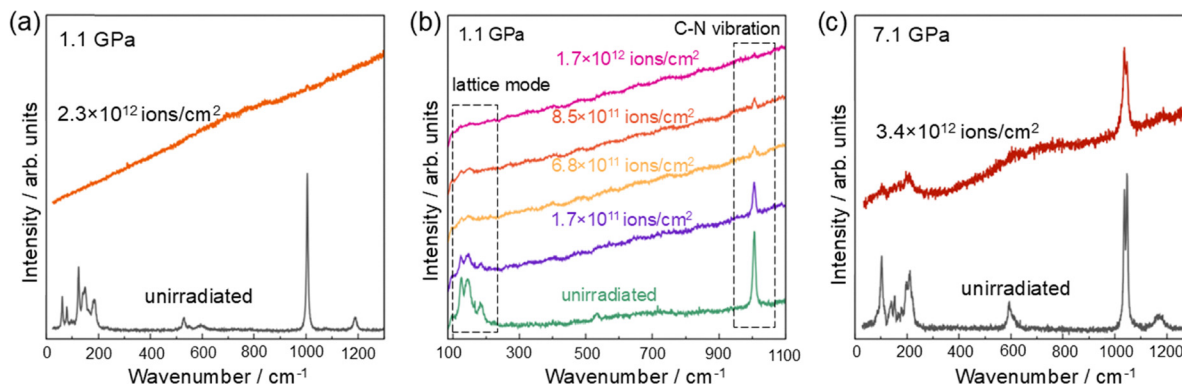 (a)
1.1 GPa
2.3×10¹² ions/cm²
unirradiated
Intensity / arb. units
0 200 400 600 800 1000 1200
Wavenumber / cm⁻¹
(b)
1.1 GPa
C-N vibration
1.7×10¹² ions/cm²
lattice mode
8.5×10¹¹ ions/cm²
6.8×10¹¹ ions/cm²
1.7×10¹¹ ions/cm²
unirradiated
Intensity / arb. units
100 300 500 700 900 1100
Wavenumber / cm⁻¹
(c)
7.1 GPa
3.4×10¹² ions/cm²
unirradiated
Intensity / arb. units
0 200 400 600 800 1000 1200
Wavenumber / cm⁻¹